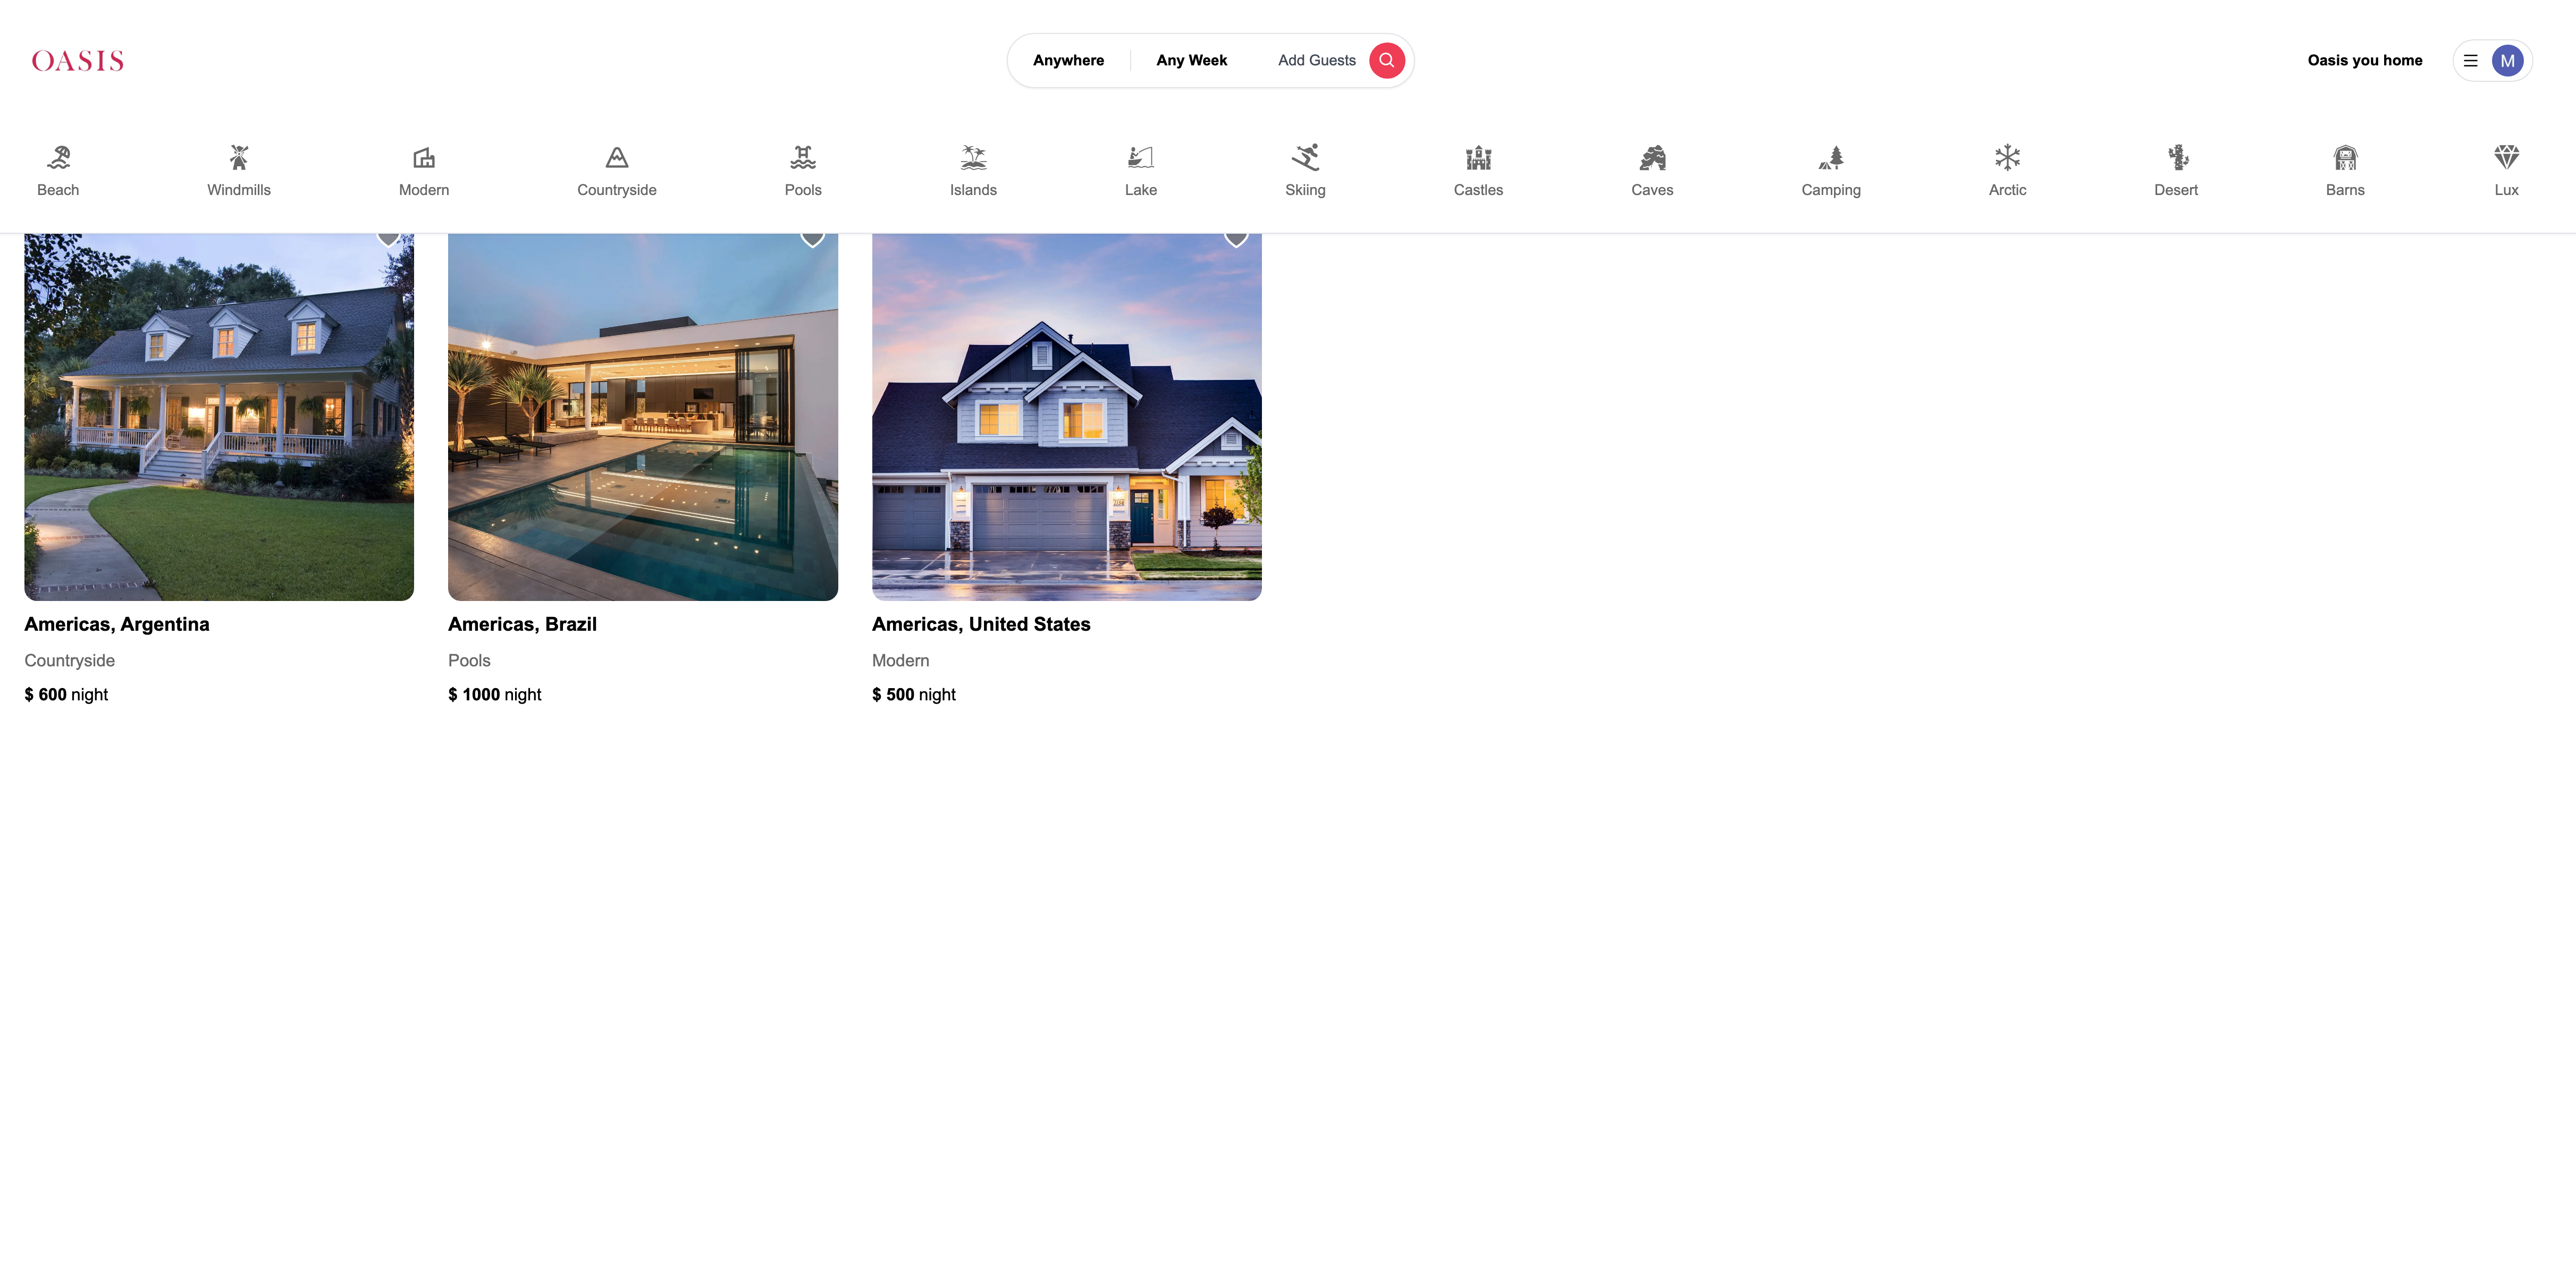 OASIS
Anywhere
Any Week
Add Guests
Oasis you home
M
Beach
Windmills
Modern
Countryside
Pools
Islands
Lake
Skiing
Castles
Caves
Camping
Arctic
Desert
Barns
Lux
Americas, Argentina
Countryside
$ 600 night
Americas, Brazil
Pools
$ 1000 night
Americas, United States
Modern
$ 500 night